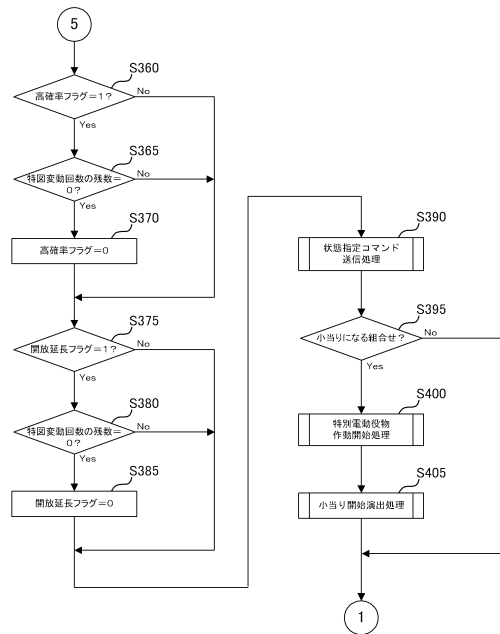 5
S360
高確率フラグ=1?
No
Yes
S365
特図変動回数の残数=
0?
No
Yes
S370
高確率フラグ=0
S375
開放延長フラグ=1?
No
Yes
S380
特図変動回数の残数=
0?
No
Yes
S385
開放延長フラグ=0
S390
状態指定コマンド
送信処理
S395
小当りになる組合せ?
No
Yes
S400
特別電動役物
作動開始処理
S405
小当り開始演出処理
1